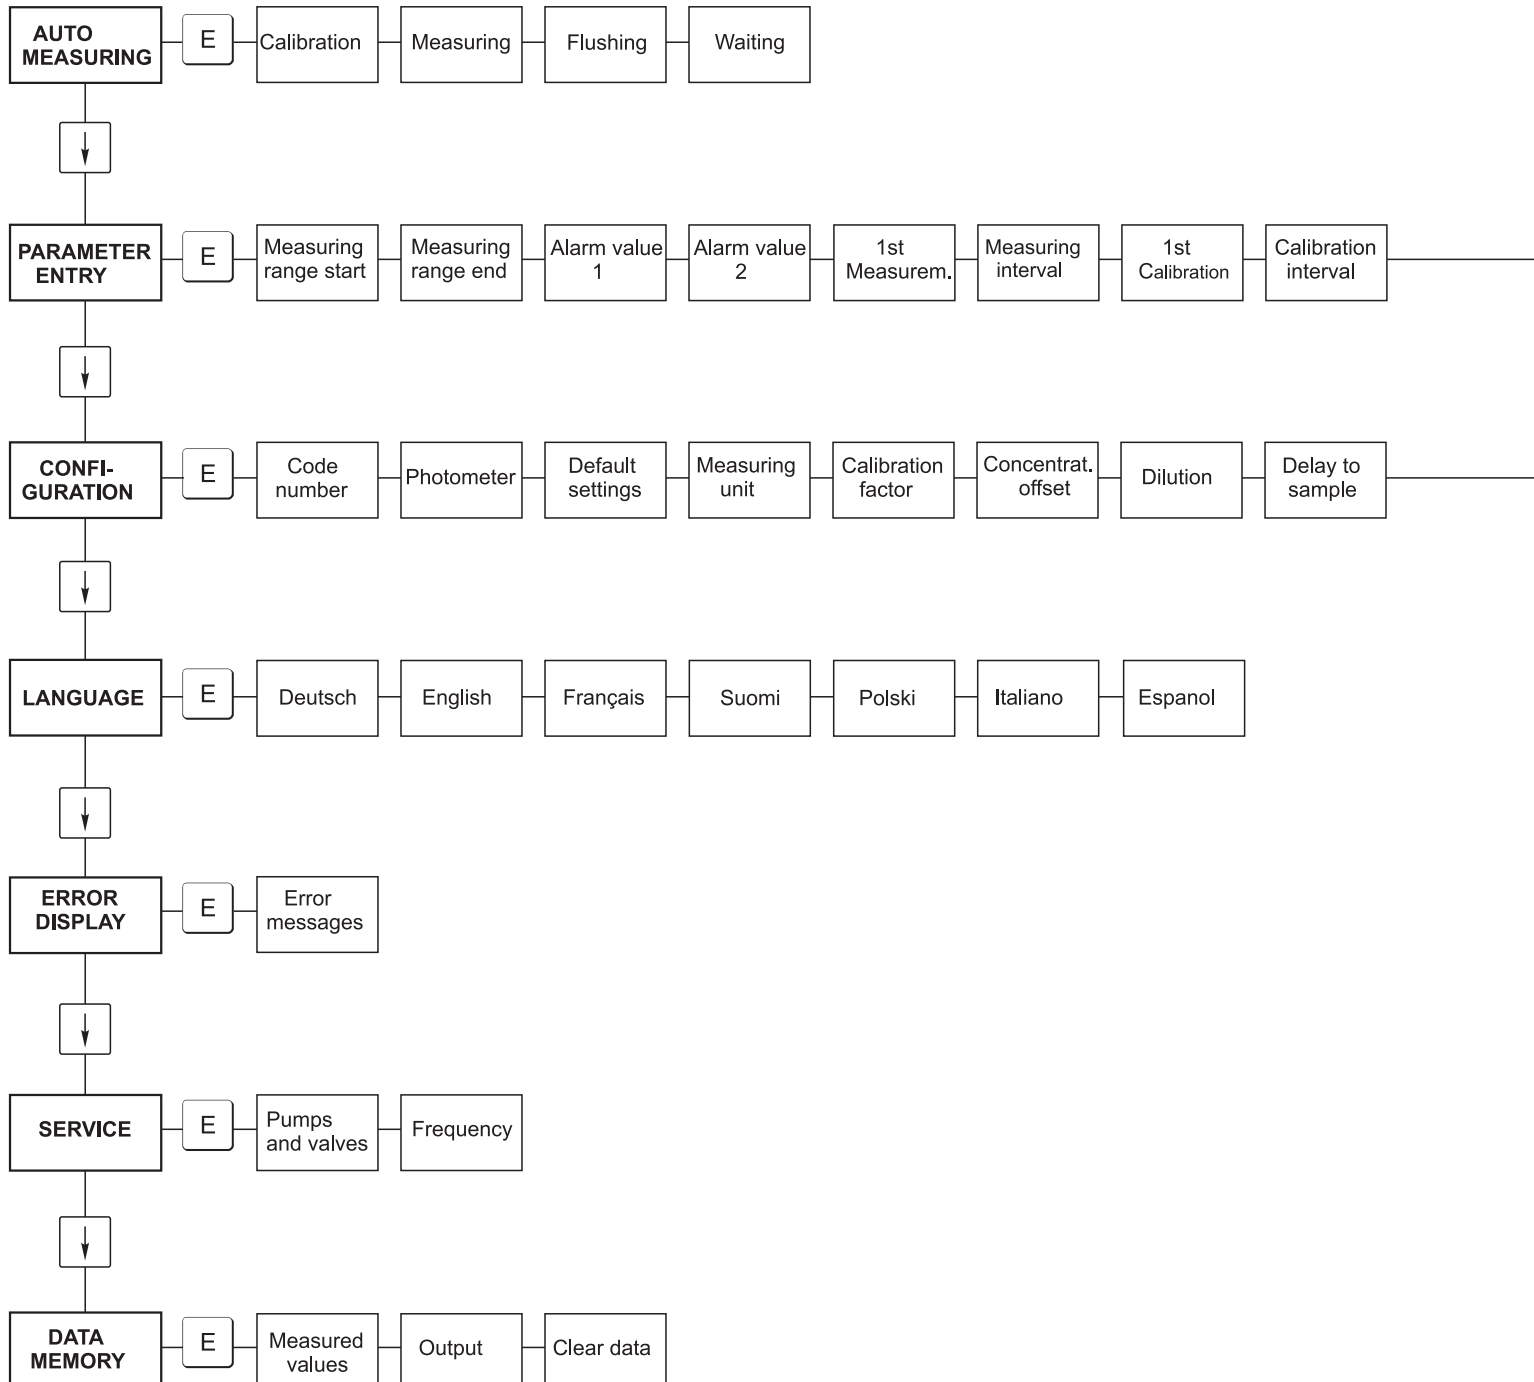 AUTO
MEASURING
E
Calibration
Measuring
Flushing
Waiting
PARAMETER
ENTRY
E
Measuring
range start
Measuring
range end
Alarm value
1
Alarm value
2
1st
Measurem.
Measuring
interval
1st
Calibration
Calibration
interval
CONFI-
GURATION
E
Code
number
Photometer
Default
settings
Measuring
unit
Calibration
factor
Concentrat.
offset
Dilution
Delay to
sample
LANGUAGE
E
Deutsch
English
Français
Suomi
Polski
Italiano
Espanol
ERROR
DISPLAY
E
Error
messages
SERVICE
E
Pumps
and valves
Frequency
DATA
MEMORY
E
Measured
values
Output
Clear data